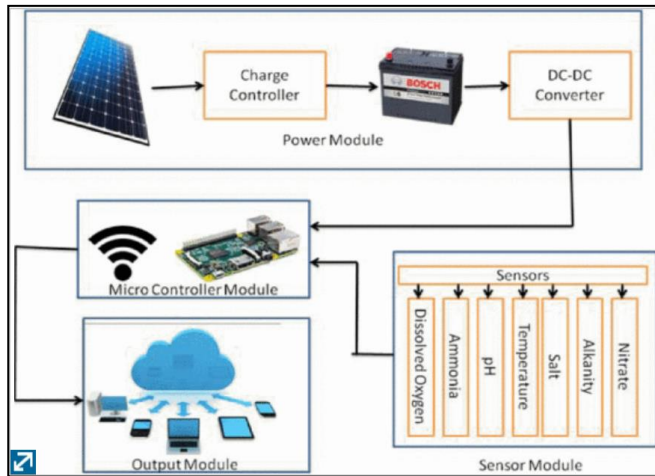 Charge
Controller
BOSCH
DC-DC
Converter
Power Module
Micro Controller Module
Sensors
Dissolved Oxygen
Ammonia
pH
Temperature
Salt
Alkanity
Nitrate
Output Module
Sensor Module